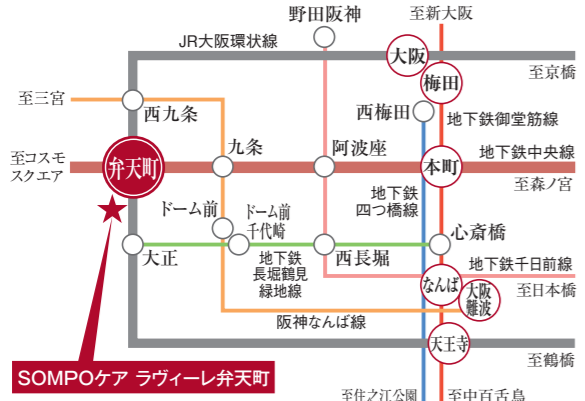 至新大阪
野田阪神
JR大阪環状線
大阪
梅田
至京橋
至三宮
西九条
西梅田
地下鉄御堂筋線
至コスモ
スクエア
弁天町
九条
阿波座
本町
地下鉄中央線
至森ノ宮
地下鉄
四つ橋線
ドーム前
ドーム前
千代崎
大正
地下鉄
長堀鶴見
緑地線
西長堀
心斎橋
地下鉄千日前線
なんば
大阪
難波
至日本橋
阪神なんば線
天王寺
至鶴橋
SOMPOケア ラヴィーレ弁天町
至住之江公園
至中百舌鳥